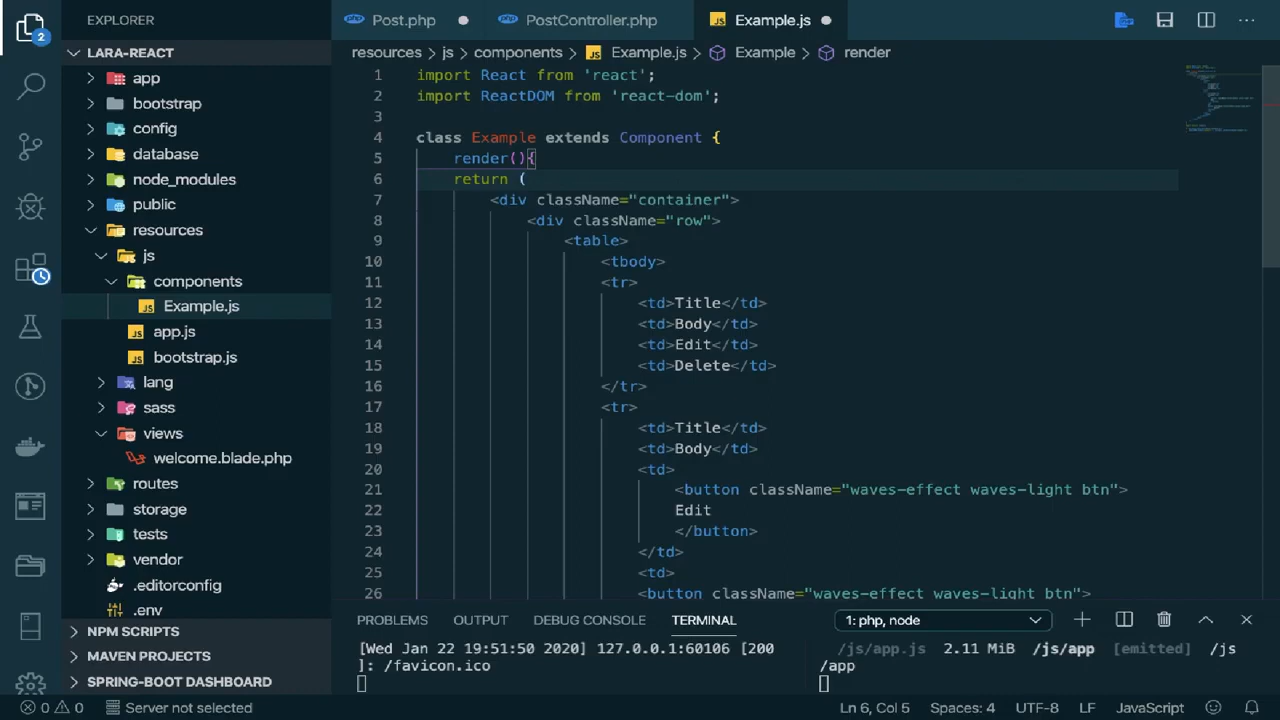 EXPLORER
Post.php
PostController.php
Example.js
LARA-REACT
resources > js > components > Example.js > Example > render
2
app
bootstrap
config
database
node_modules
public
resources
js
components
Example.js
app.js
bootstrap.js
lang
sass
views
welcome.blade.php
routes
storage
tests
vendor
.editorconfig
.env
NPM SCRIPTS
MAVEN PROJECTS
SPRING-BOOT DASHBOARD
1 import React from 'react';
2 import ReactDOM from 'react-dom';
3
4 class Example extends Component {
5 render(){
6 return (
7 <div className="container">
8 <div className="row">
9 <table>
10 <tbody>
11 <tr>
12 <td>Title</td>
13 <td>Body</td>
14 <td>Edit</td>
15 <td>Delete</td>
16 </tr>
17 <tr>
18 <td>Title</td>
19 <td>Body</td>
20 <td>
21 <button className="waves-effect waves-light btn">
22 Edit
23 </button>
24 </td>
25 <td>
26 <button className="waves-effect waves-light btn">
PROBLEMS OUTPUT DEBUG CONSOLE TERMINAL
1: php, node
[Wed Jan 22 19:51:50 2020] 127.0.0.1:60106 [200
]: /favicon.ico
/js/app.js 2.11 MiB /js/app [emitted] /js
/app
0 0 Server not selected
Ln 6, Col 5 Spaces: 4 UTF-8 LF JavaScript